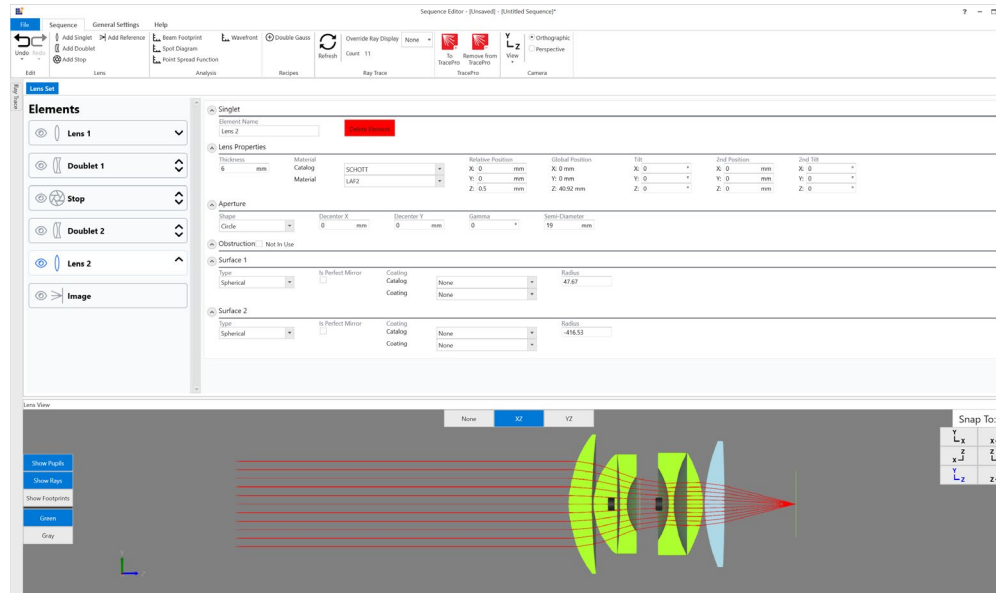 Sequence Editor - [Unsaved] - [Untitled Sequence]*
?
File Sequence General Settings Help
Undo Redo
Add Singlet Add Reference
Add Doublet
Add Stop
Beam Footprint Wavefront
Spot Diagram
Point Spread Function
Double Gauss
Refresh
Override Ray Display None
Count 11
To TracePro
Remove from TracePro
Y
Z
View
Orthographic
Perspective
Edit Lens Analysis Recipes Ray Trace TracePro Camera
Ray Trace
Lens Set
Elements
Lens 1
Doublet 1
Stop
Doublet 2
Lens 2
Image
Singlet
Element Name
Lens 2
Delete Element
Lens Properties
Thickness Material Relative Position Global Position Tilt 2nd Position 2nd Tilt
6 mm Catalog SCHOTT X: 0 mm X: 0 mm X: 0 ° X: 0 mm X: 0 °
Material LAF2 Y: 0 mm Y: 0 mm Y: 0 ° Y: 0 mm Y: 0 °
Z: 0.5 mm Z: 40.92 mm Z: 0 ° Z: 0 mm Z: 0 °
Aperture
Shape Decenter X Decenter Y Gamma Semi-Diameter
Circle 0 mm 0 mm 0 ° 19 mm
Obstruction Not In Use
Surface 1
Type Is Perfect Mirror Coating Radius
Spherical Catalog None 47.67
Coating None
Surface 2
Type Is Perfect Mirror Coating Radius
Spherical Catalog None -416.53
Coating None
Lens View
None XZ YZ
Snap To:
Y
X X
Z Z
X
Y
Z Z
Show Pupils
Show Rays
Show Footprints
Green
Gray
Y
Z